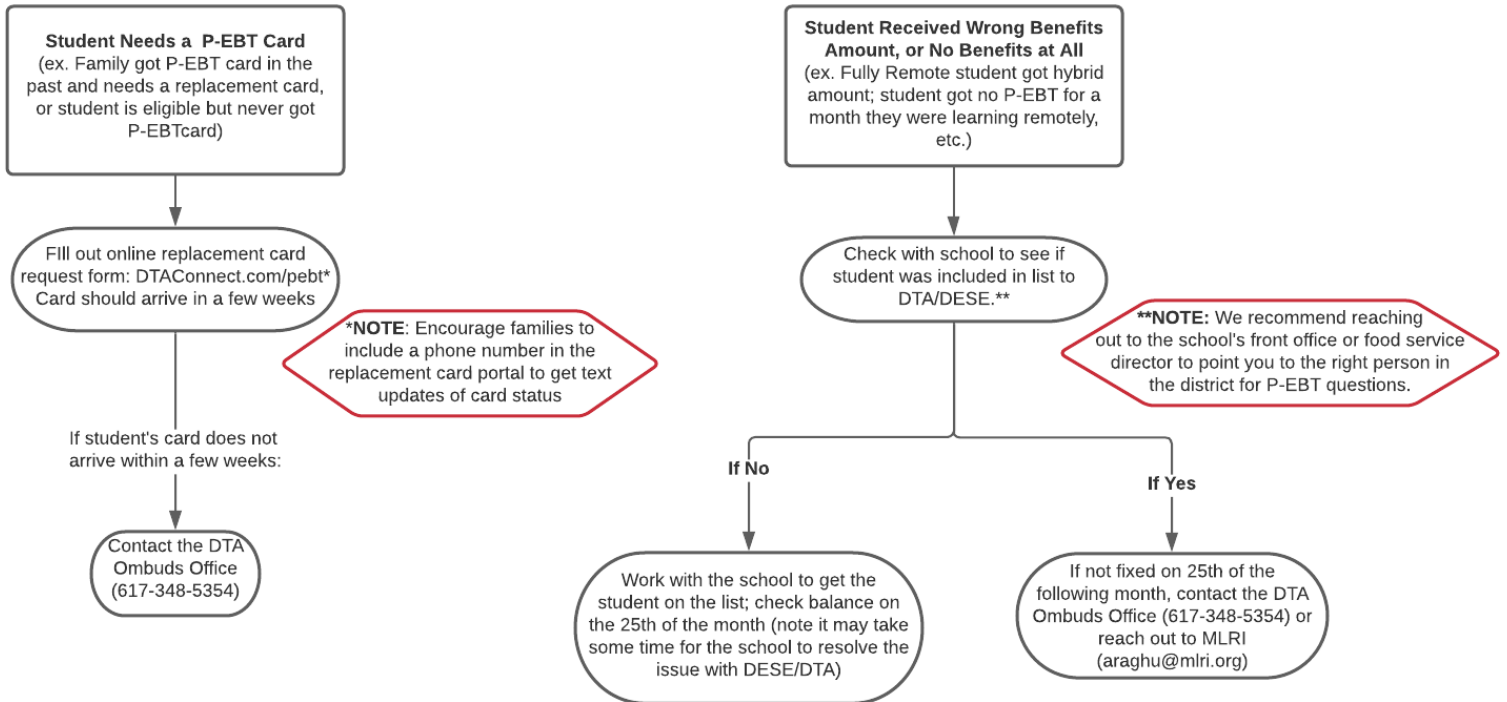 Student Needs a P-EBT Card
(ex. Family got P-EBT card in the
past and needs a replacement card,
or student is eligible but never got
P-EBTcard)
FIll out online replacement card
request form: DTAConnect.com/pebt*
Card should arrive in a few weeks
*NOTE: Encourage families to
include a phone number in the
replacement card portal to get text
updates of card status
If student's card does not
arrive within a few weeks:
Contact the DTA
Ombuds Office
(617-348-5354)
Student Received Wrong Benefits
Amount, or No Benefits at All
(ex. Fully Remote student got hybrid
amount; student got no P-EBT for a
month they were learning remotely,
etc.)
Check with school to see if
student was included in list to
DTA/DESE.**
**NOTE: We recommend reaching
out to the school's front office or food service
director to point you to the right person in
the district for P-EBT questions.
If No
Work with the school to get the
student on the list; check balance on
the 25th of the month (note it may take
some time for the school to resolve the
issue with DESE/DTA)
If Yes
If not fixed on 25th of the
following month, contact the DTA
Ombuds Office (617-348-5354) or
reach out to MLRI
(araghu@mlri.org)